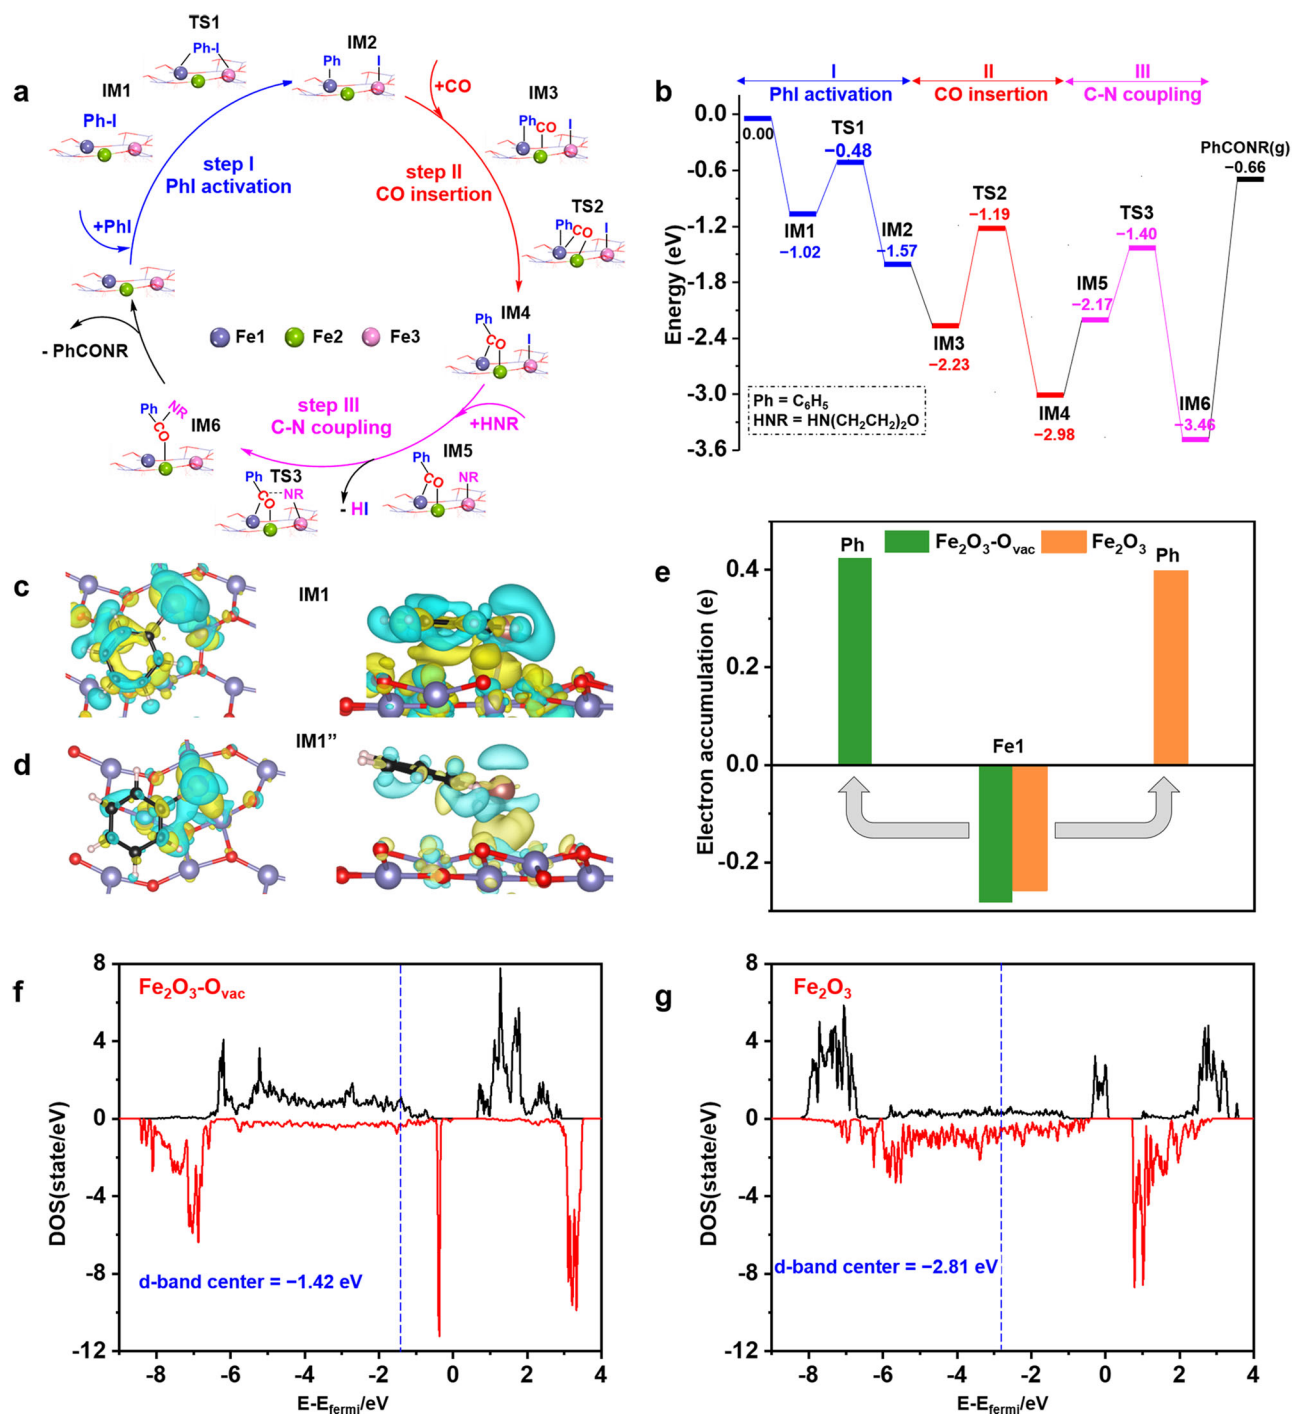 a
TS1
Ph-I
IM2
Ph
I
+CO
IM1
Ph-I
IM3
Ph
CO
I
step I
PhI activation
step II
CO insertion
+PhI
TS2
Ph
CO
I
IM4
Ph
CO
I
Fe1
Fe2
Fe3
- PhCONR
step III
C-N coupling
+HNR
IM6
Ph
NR
CO
IM5
Ph
CO
NR
TS3
Ph
C
O
NR
- HI
b
I
II
III
PhI activation
CO insertion
C-N coupling
Energy (eV)
0.0
-0.6
-1.2
-1.8
-2.4
-3.0
-3.6
0.00
TS1
−0.48
IM1
−1.02
IM2
−1.57
TS2
−1.19
IM3
−2.23
IM4
−2.98
IM5
−2.17
TS3
−1.40
IM6
−3.46
PhCONR(g)
−0.66
Ph = C₆H₅
HNR = HN(CH₂CH₂)₂O
c
IM1
d
IM1”
e
Electron accumulation (e)
0.4
0.2
0.0
-0.2
Fe₂O₃-Oᵥₐc
Fe₂O₃
Ph
Ph
Fe1
f
Fe₂O₃-Oᵥₐc
DOS(state/eV)
8
4
0
-4
-8
-12
d-band center = −1.42 eV
-8 -6 -4 -2 0 2 4
E-Efermi/eV
g
Fe₂O₃
DOS(state/eV)
8
4
0
-4
-8
-12
d-band center = −2.81 eV
-8 -6 -4 -2 0 2 4
E-Efermi/eV